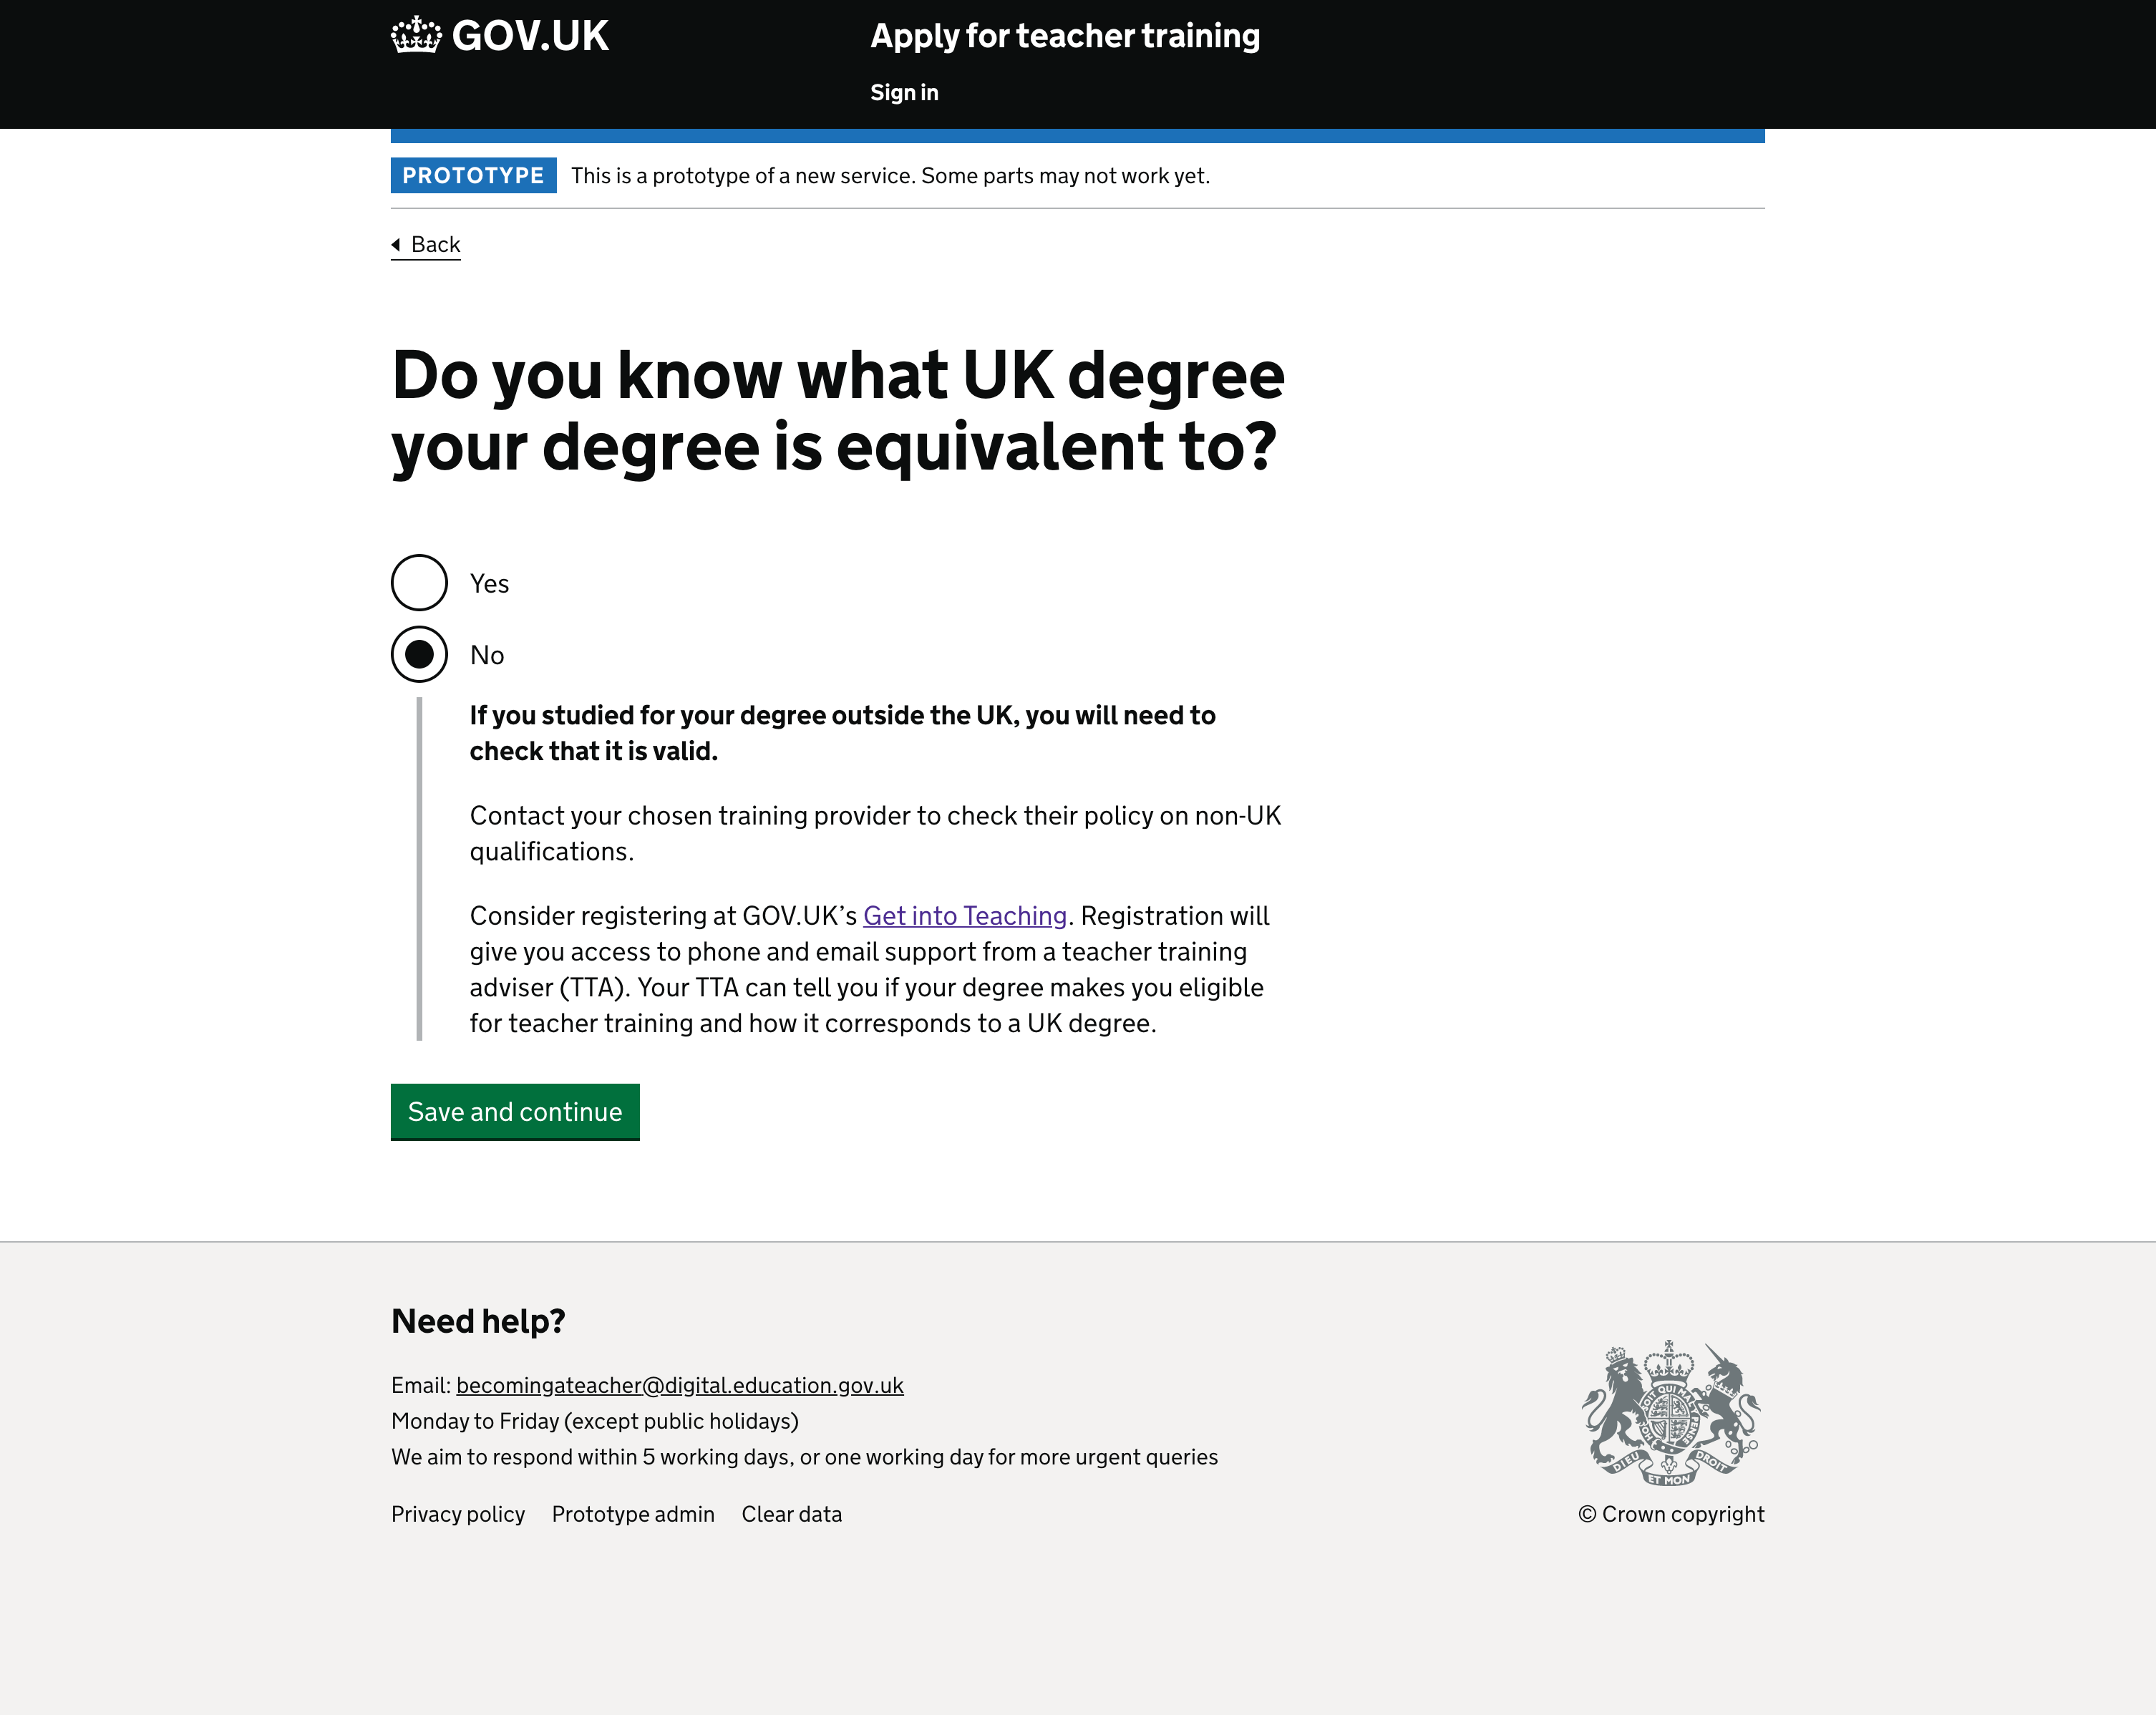 GOV.UK
Apply for teacher training
Sign in
PROTOTYPE This is a prototype of a new service. Some parts may not work yet.
Back
Do you know what UK degree
your degree is equivalent to?
Yes
No
If you studied for your degree outside the UK, you will need to
check that it is valid.
Contact your chosen training provider to check their policy on non-UK
qualifications.
Consider registering at GOV.UK’s Get into Teaching. Registration will
give you access to phone and email support from a teacher training
adviser (TTA). Your TTA can tell you if your degree makes you eligible
for teacher training and how it corresponds to a UK degree.
Save and continue
Need help?
Email: becomingateacher@digital.education.gov.uk
Monday to Friday (except public holidays)
We aim to respond within 5 working days, or one working day for more urgent queries
Privacy policy Prototype admin Clear data
DIEU ET MON DROIT
© Crown copyright